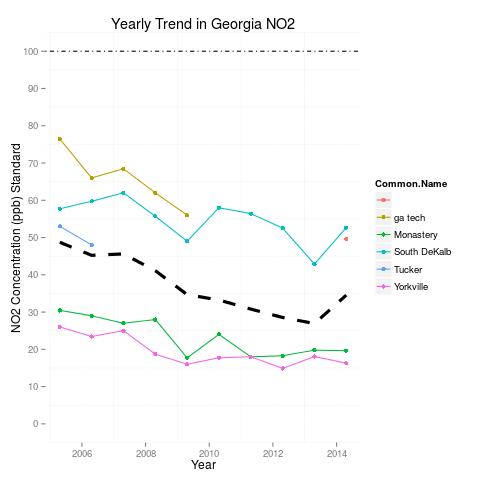 Yearly Trend in Georgia NO2
100
90
80
70
60
50
40
30
20
10
0
NO2 Concentration (ppb) Standard
2006
2008
2010
2012
2014
Year
Common.Name
ga tech
Monastery
South DeKalb
Tucker
Yorkville